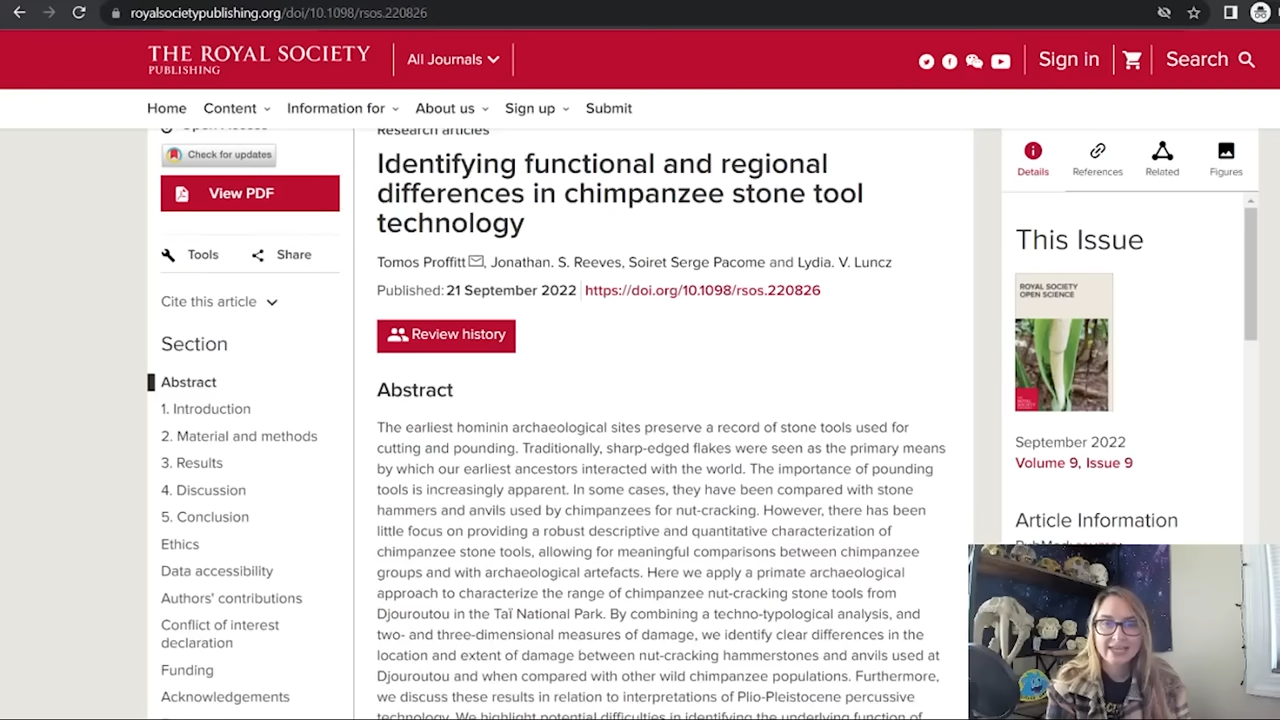 royalsocietypublishing.org/doi/10.1098/rsos.220826
THE ROYAL SOCIETY
PUBLISHING
All Journals
Sign in
Search
Home
Content
Information for
About us
Sign up
Submit
Open Access
Check for updates
View PDF
Tools
Share
Cite this article
Section
Abstract
1. Introduction
2. Material and methods
3. Results
4. Discussion
5. Conclusion
Ethics
Data accessibility
Authors' contributions
Conflict of interest
declaration
Funding
Acknowledgements
Research articles
Identifying functional and regional
differences in chimpanzee stone tool
technology
Tomos Proffitt, Jonathan. S. Reeves, Soiret Serge Pacome and Lydia. V. Luncz
Published: 21 September 2022 https://doi.org/10.1098/rsos.220826
Review history
Abstract
The earliest hominin archaeological sites preserve a record of stone tools used for
cutting and pounding. Traditionally, sharp-edged flakes were seen as the primary means
by which our earliest ancestors interacted with the world. The importance of pounding
tools is increasingly apparent. In some cases, they have been compared with stone
hammers and anvils used by chimpanzees for nut-cracking. However, there has been
little focus on providing a robust descriptive and quantitative characterization of
chimpanzee stone tools, allowing for meaningful comparisons between chimpanzee
groups and with archaeological artefacts. Here we apply a primate archaeological
approach to characterize the range of chimpanzee nut-cracking stone tools from
Djouroutou in the Taï National Park. By combining a techno-typological analysis, and
two- and three-dimensional measures of damage, we identify clear differences in the
location and extent of damage between nut-cracking hammerstones and anvils used at
Djouroutou and when compared with other wild chimpanzee populations. Furthermore,
we discuss these results in relation to interpretations of Plio-Pleistocene percussive
technology. We highlight potential difficulties in identifying the underlying function of
Details
References
Related
Figures
This Issue
ROYAL SOCIETY
OPEN SCIENCE
September 2022
Volume 9, Issue 9
Article Information